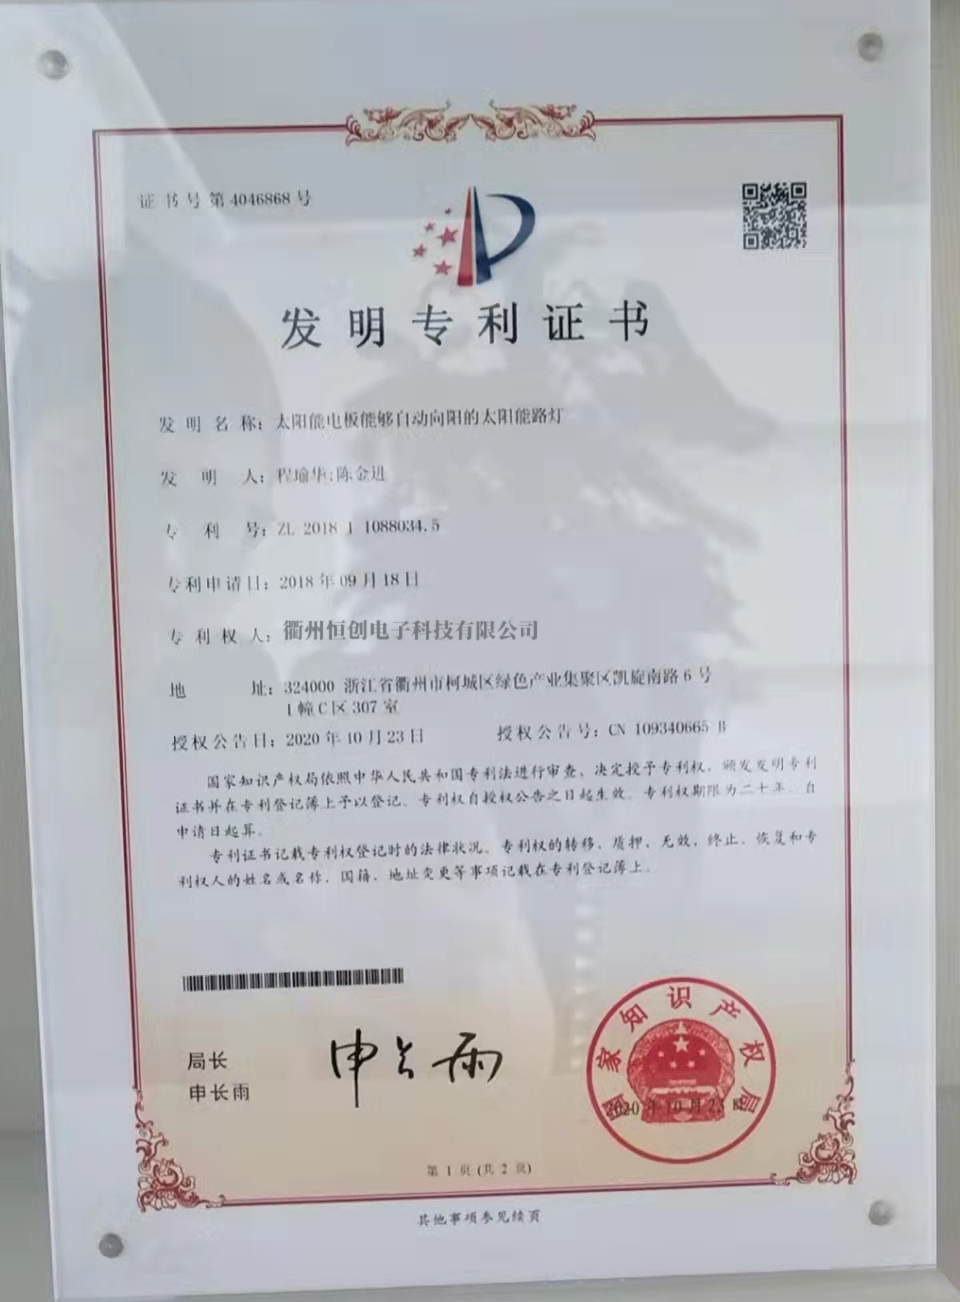 证书号第4046868号
发明专利证书
发明名称：太阳能电板能够自动向阳的太阳能路灯
发明人：程瑜华;陈金进
专利号：ZL 2018 1 1088034.5
专利申请日：2018年09月18日
专利权人：衢州恒创电子科技有限公司
地址：324000 浙江省衢州市柯城区绿色产业集聚区凯旋南路6号
1幢C区307室
授权公告日：2020年10月23日 授权公告号：CN 109340665 B
国家知识产权局依照中华人民共和国专利法进行审查，决定授予专利权，颁发发明专利
证书并在专利登记簿上予以登记。专利权自授权公告之日起生效。专利权期限为二十年，自
申请日起算。
专利证书记载专利权登记时的法律状况。专利权的转移、质押、无效、终止、恢复和专
利权人的姓名或名称、国籍、地址变更等事项记载在专利登记簿上。
局长
申长雨
申长雨
国家知识产权局
2020年10月23日
第1页(共2页)
其他事项参见续页